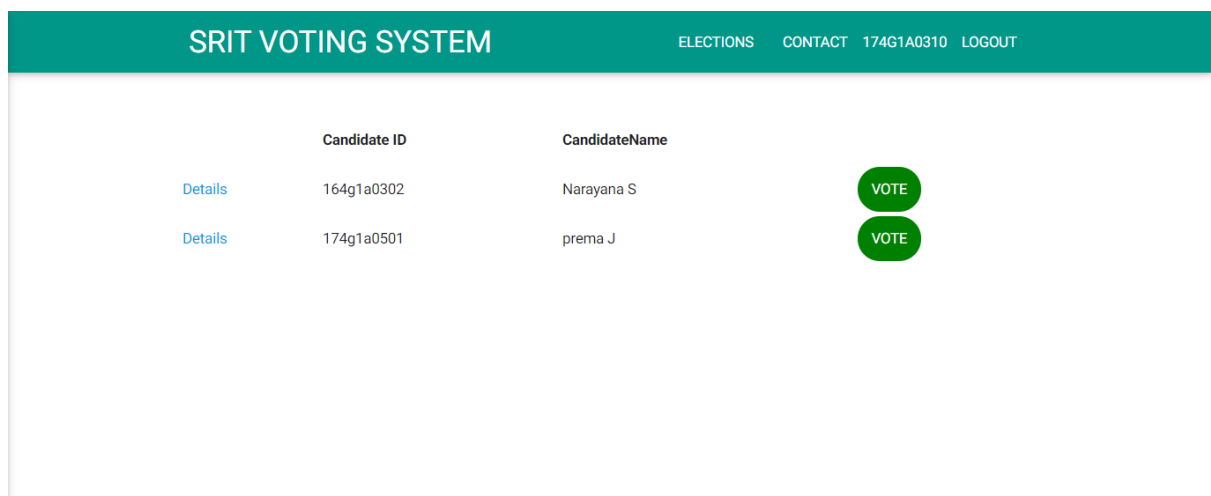 SRIT VOTING SYSTEM ELECTIONS CONTACT 174G1A0310 LOGOUT
Candidate ID CandidateName
Details 164g1a0302 Narayana S VOTE
Details 174g1a0501 prema J VOTE